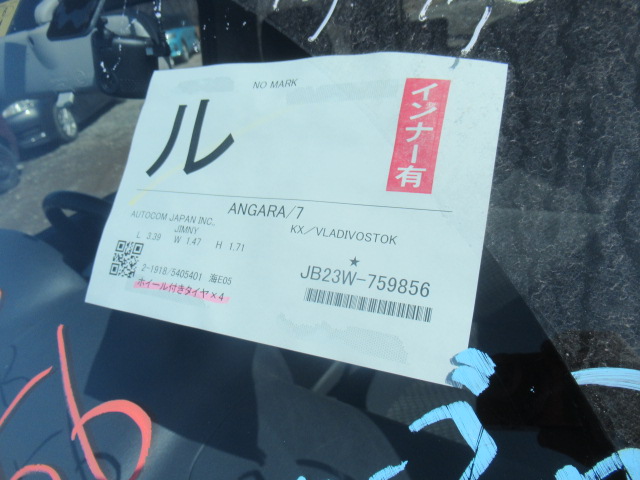 NO MARK
ル
インナー有
ANGARA/7
AUTOCOM JAPAN INC.
KX/VLADIVOSTOK
JIMNY
L 3.39 W 1.47 H 1.71
★
2-1918/5405401 海E05
JB23W-759856
ホイール付きタイヤ×4